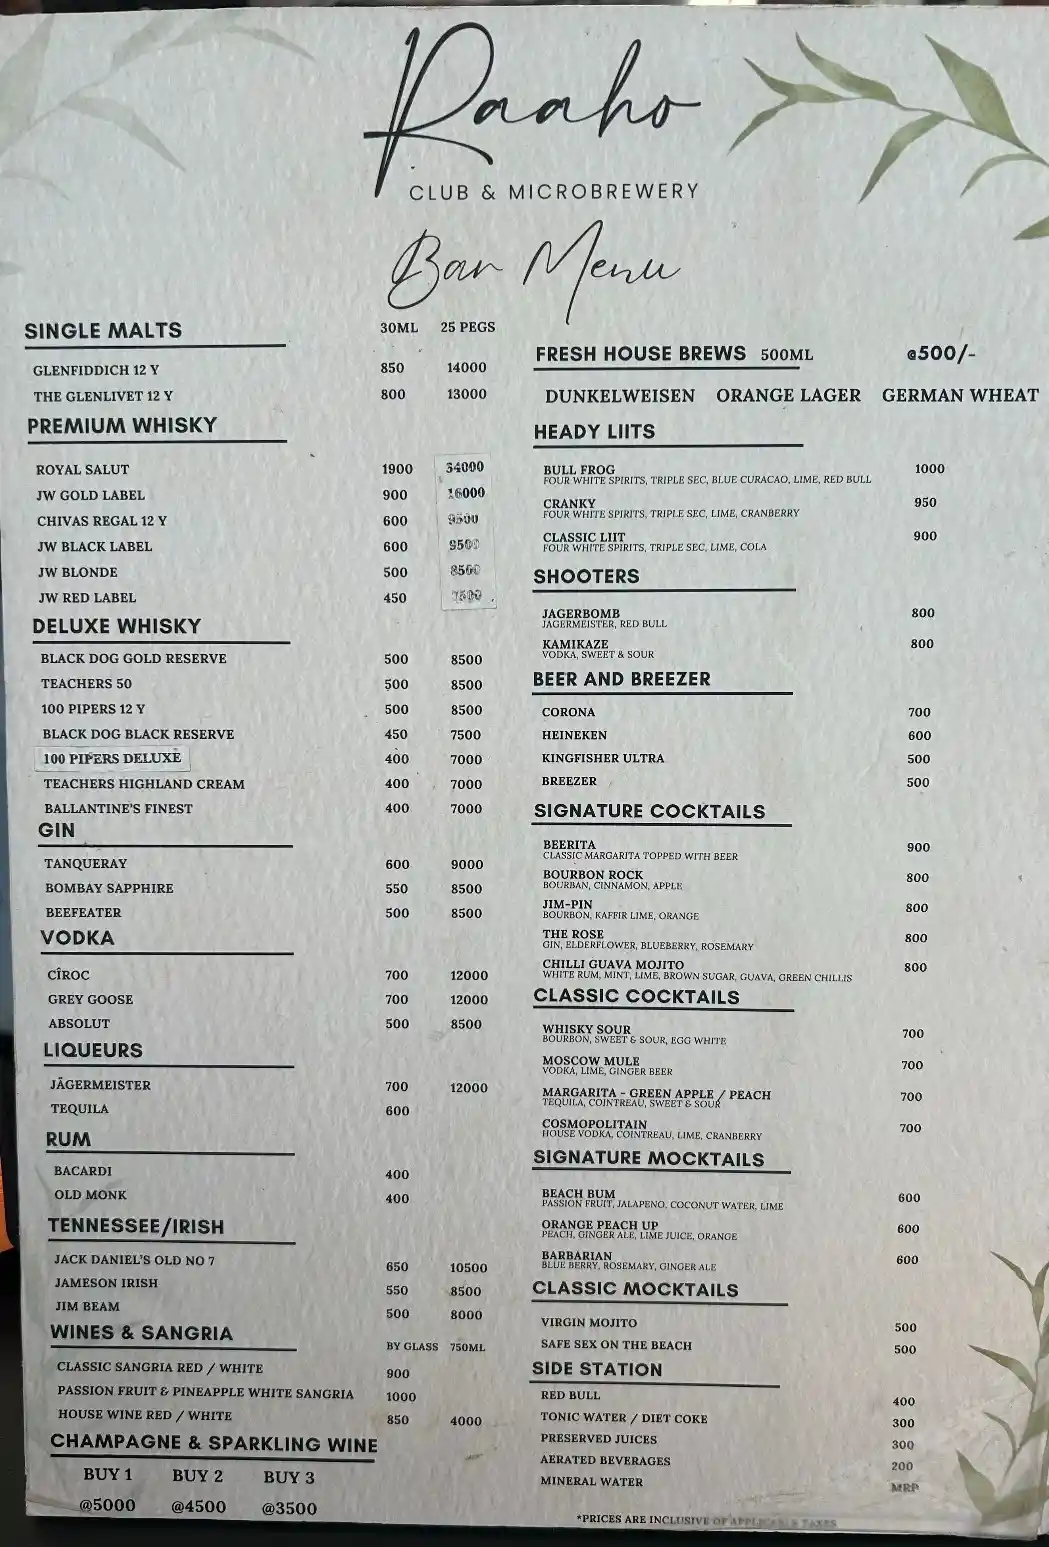 Raaho
CLUB & MICROBREWERY
Bar Menu
SINGLE MALTS 30ML 25 PEGS
GLENFIDDICH 12 Y 850 14000
THE GLENLIVET 12 Y 800 13000
PREMIUM WHISKY
ROYAL SALUT 1900 34000
JW GOLD LABEL 900 16000
CHIVAS REGAL 12 Y 600 9500
JW BLACK LABEL 600 9500
JW BLONDE 500 8500
JW RED LABEL 450
DELUXE WHISKY
BLACK DOG GOLD RESERVE 500 8500
TEACHERS 50 500 8500
100 PIPERS 12 Y 500 8500
BLACK DOG BLACK RESERVE 450 7500
100 PIPERS DELUXE 400 7000
TEACHERS HIGHLAND CREAM 400 7000
BALLANTINE'S FINEST 400 7000
GIN
TANQUERAY 600 9000
BOMBAY SAPPHIRE 550 8500
BEEFEATER 500 8500
VODKA
CÎROC 700 12000
GREY GOOSE 700 12000
ABSOLUT 500 8500
LIQUEURS
JÄGERMEISTER 700 12000
TEQUILA 600
RUM
BACARDI 400
OLD MONK 400
TENNESSEE/IRISH
JACK DANIEL'S OLD NO 7 650 10500
JAMESON IRISH 550 8500
JIM BEAM 500 8000
WINES & SANGRIA BY GLASS 750ML
CLASSIC SANGRIA RED / WHITE 900
PASSION FRUIT & PINEAPPLE WHITE SANGRIA 1000
HOUSE WINE RED / WHITE 850 4000
CHAMPAGNE & SPARKLING WINE
BUY 1 BUY 2 BUY 3
@5000 @4500 @3500
FRESH HOUSE BREWS 500ML @500/-
DUNKELWEISEN ORANGE LAGER GERMAN WHEAT
HEADY LIITS
BULL FROG 1000
FOUR WHITE SPIRITS, TRIPLE SEC, BLUE CURACAO, LIME, RED BULL
CRANKY 950
FOUR WHITE SPIRITS, TRIPLE SEC, LIME, CRANBERRY
CLASSIC LIIT 900
FOUR WHITE SPIRITS, TRIPLE SEC, LIME, COLA
SHOOTERS
JAGERBOMB 800
JAGERMEISTER, RED BULL
KAMIKAZE 800
VODKA, SWEET & SOUR
BEER AND BREEZER
CORONA 700
HEINEKEN 600
KINGFISHER ULTRA 500
BREEZER 500
SIGNATURE COCKTAILS
BEERITA 900
CLASSIC MARGARITA TOPPED WITH BEER
BOURBON ROCK 800
BOURBAN, CINNAMON, APPLE
JIM-PIN 800
BOURBON, KAFFIR LIME, ORANGE
THE ROSE 800
GIN, ELDERFLOWER, BLUEBERRY, ROSEMARY
CHILLI GUAVA MOJITO 800
WHITE RUM, MINT, LIME, BROWN SUGAR, GUAVA, GREEN CHILLIS
CLASSIC COCKTAILS
WHISKY SOUR 700
BOURBON, SWEET & SOUR, EGG WHITE
MOSCOW MULE 700
VODKA, LIME, GINGER BEER
MARGARITA - GREEN APPLE / PEACH 700
TEQUILA, COINTREAU, SWEET & SOUR
COSMOPOLITAIN 700
HOUSE VODKA, COINTREAU, LIME, CRANBERRY
SIGNATURE MOCKTAILS
BEACH BUM 600
PASSION FRUIT, JALAPENO, COCONUT WATER, LIME
ORANGE PEACH UP 600
PEACH, GINGER ALE, LIME JUICE, ORANGE
BARBARIAN 600
BLUE BERRY, ROSEMARY, GINGER ALE
CLASSIC MOCKTAILS
VIRGIN MOJITO 500
SAFE SEX ON THE BEACH 500
SIDE STATION
RED BULL 400
TONIC WATER / DIET COKE 300
PRESERVED JUICES 300
AERATED BEVERAGES 200
MINERAL WATER MRP
*PRICES ARE INCLUSIVE OF APPLICABLE TAXES